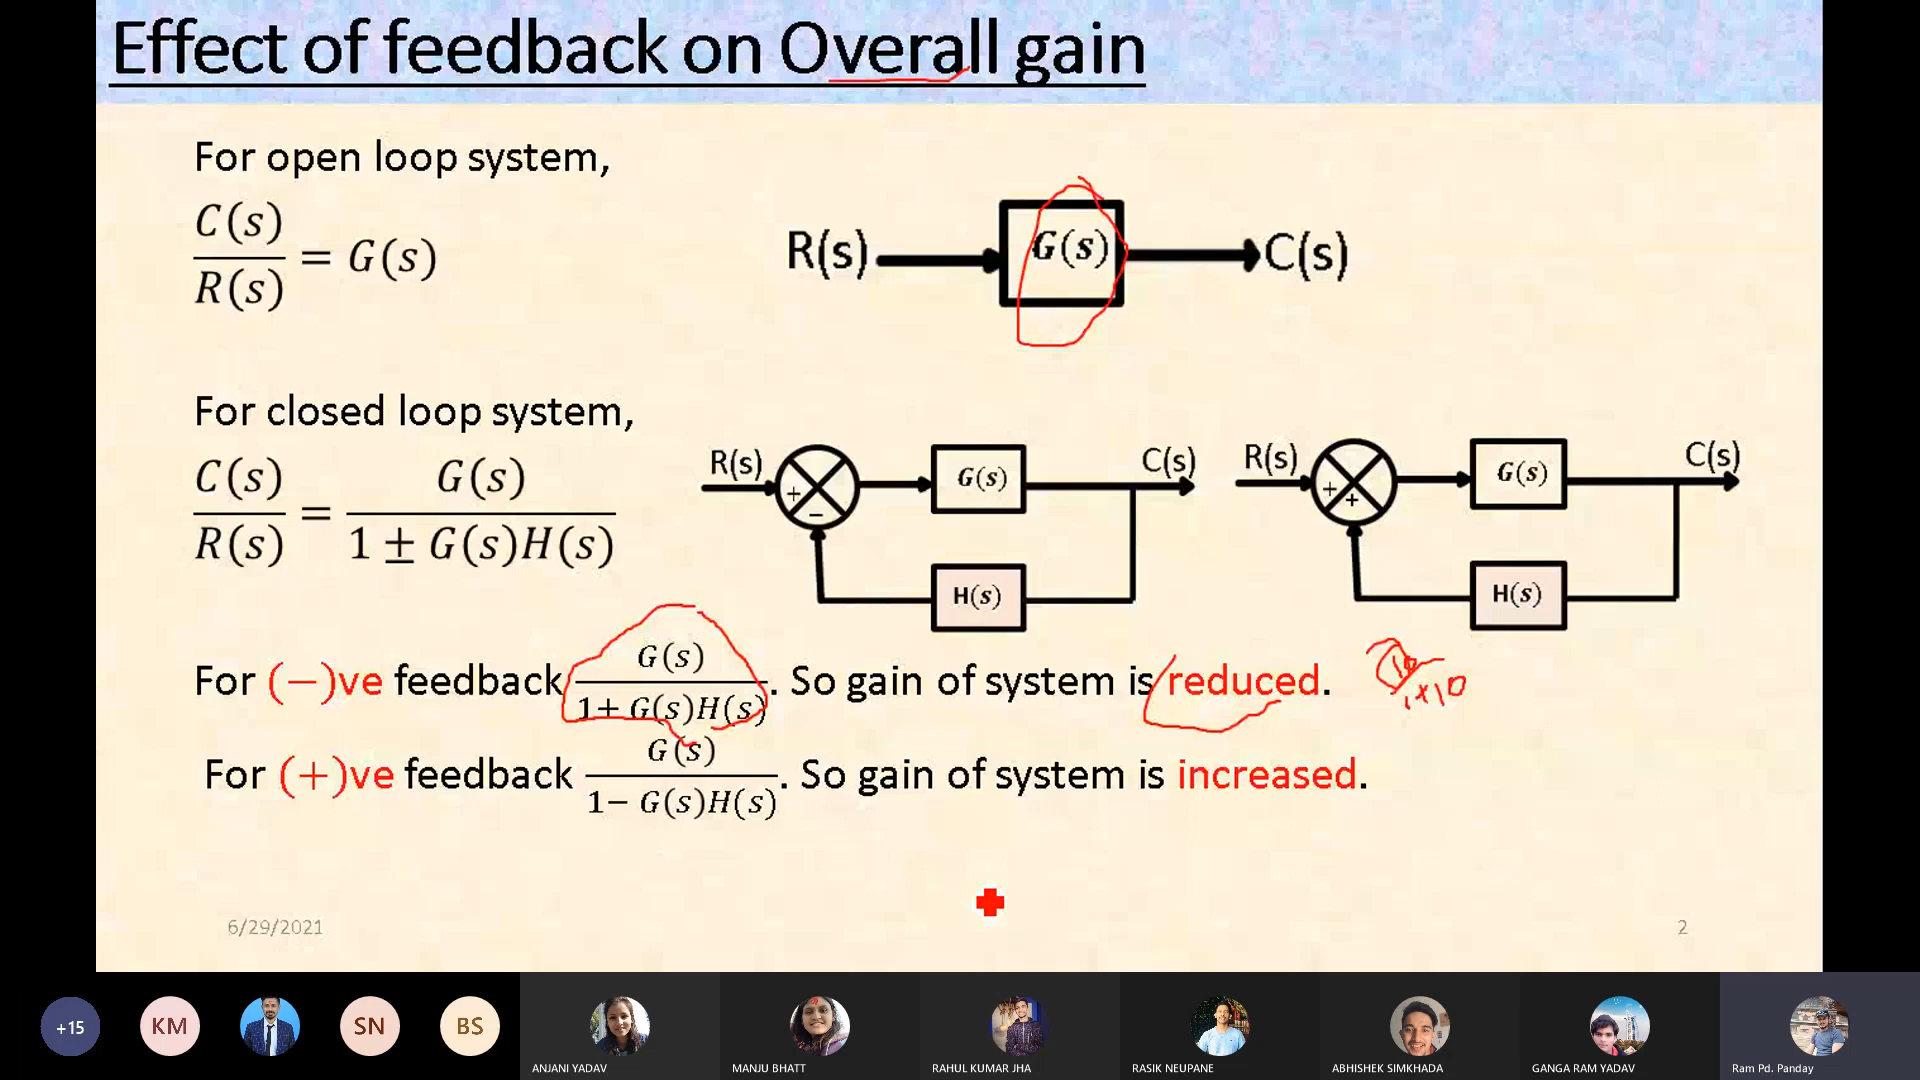 Effect of feedback on Overall gain
For open loop system,
C(s)
R(s)
= G(s)
R(s)
G(s)
C(s)
For closed loop system,
C(s)
R(s)
=
G(s)
1 ± G(s)H(s)
R(s)
+
−
G(s)
C(s)
H(s)
R(s)
+
+
G(s)
C(s)
H(s)
For (−)ve feedback G(s)
1+ G(s)H(s)
. So gain of system is reduced.
10
1+10
For (+)ve feedback G(s)
1− G(s)H(s)
. So gain of system is increased.
6/29/2021
2
+15
KM
SN
BS
ANJANI YADAV
MANJU BHATT
RAHUL KUMAR JHA
RASIK NEUPANE
ABHISHEK SIMKHADA
GANGA RAM YADAV
Ram Pd. Panday